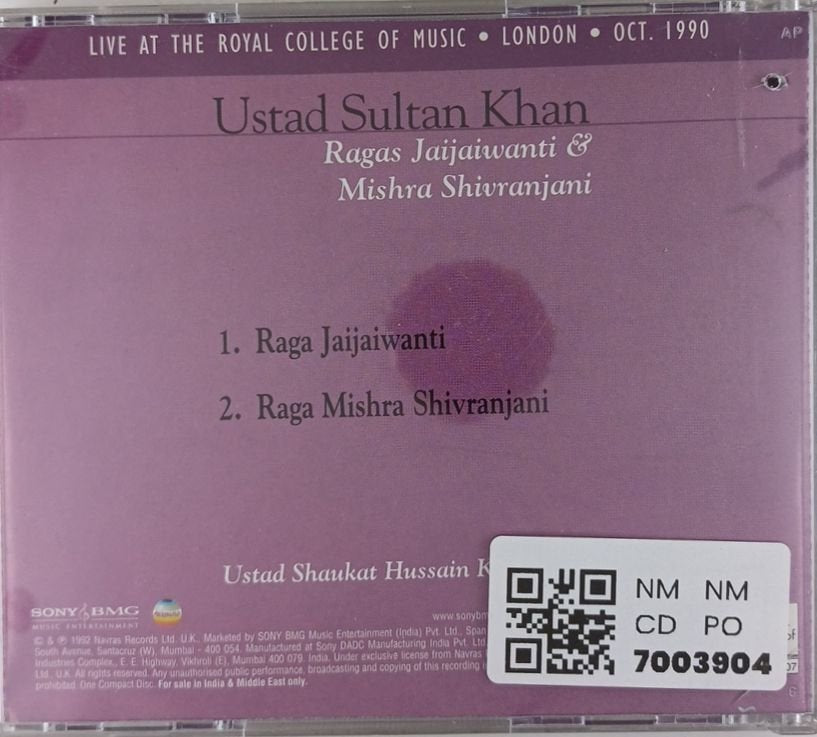 LIVE AT THE ROYAL COLLEGE OF MUSIC • LONDON • OCT. 1990
AP
Ustad Sultan Khan
Ragas Jaijaiwanti &
Mishra Shivranjani
1. Raga Jaijaiwanti
2. Raga Mishra Shivranjani
Ustad Shaukat Hussain K
SONY BMG
MUSIC ENTERTAINMENT
www.sonybm
© & ℗ 1992 Navras Records Ltd. U.K. Marketed by SONY BMG Music Entertainment (India) Pvt. Ltd., Span
South Avenue, Santacruz (W), Mumbai - 400 054. Manufactured at Sony DADC Manufacturing India Pvt. Ltd.
Industries Complex, E. E. Highway, Vikhroli (E), Mumbai 400 079. India. Under exclusive license from Navras
Ltd., U.K. All rights reserved. Any unauthorised public performance, broadcasting and copying of this recording
prohibited. One Compact Disc. For sale in India & Middle East only.
NM NM
CD PO
7003904